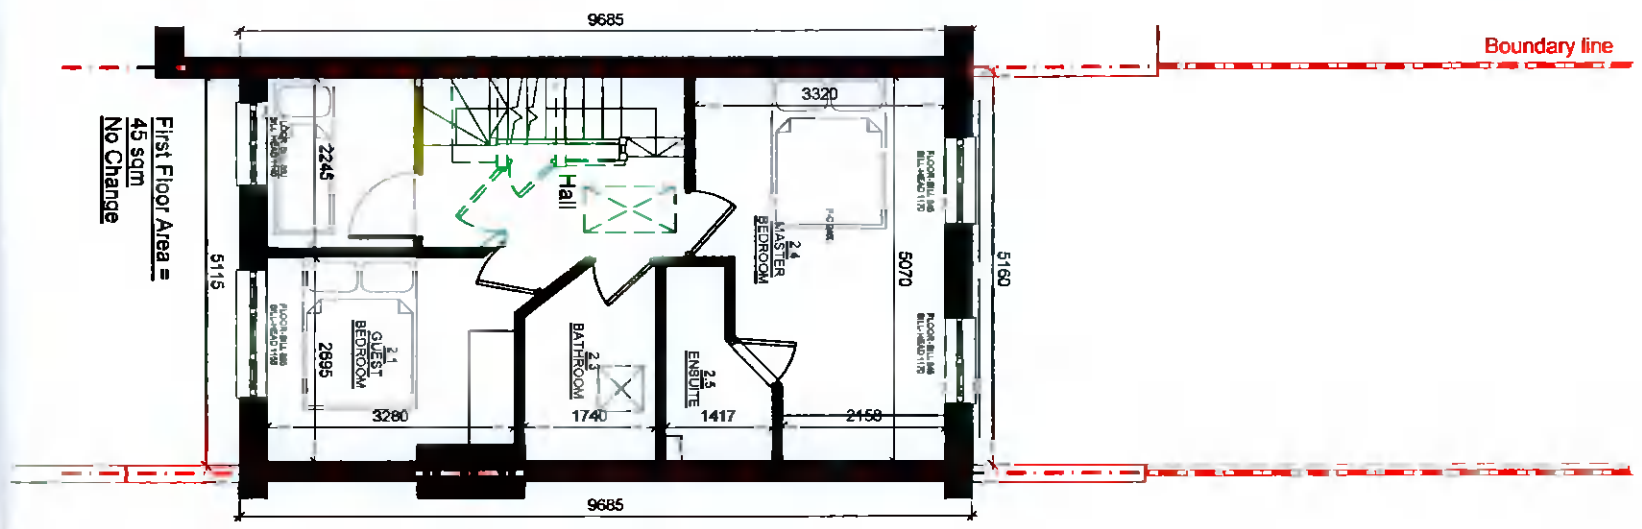 9685
Boundary line
First Floor Area =
45 sqm
No Change
5115
2245
Hall
3320
2.4
MASTER
BEDROOM
5070
5160
2.1
GUEST
BEDROOM
2695
3280
2.3
BATHROOM
1740
2.5
ENSUITE
1417
2158
9685